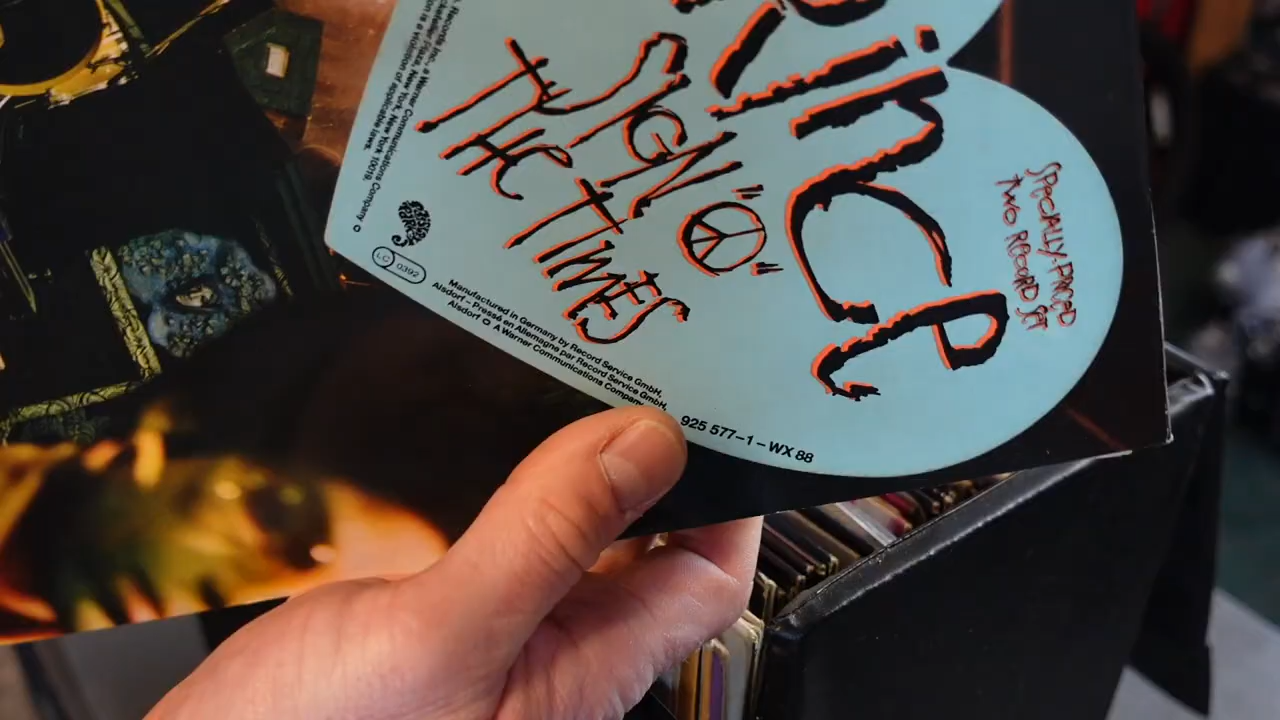 Prince
SIGN "☮"
THE TIMES
SPECIALLY PRICED
TWO RECORD SET
Records Inc., a Warner Communications Company
Rockefeller Plaza, New York, New York 10019.
is a violation of applicable laws.
LC 0392
Manufactured in Germany by Record Service GmbH,
Alsdorf – Pressé en Allemagne par Record Service GmbH,
Alsdorf A Warner Communications Company
925 577-1 – WX 88